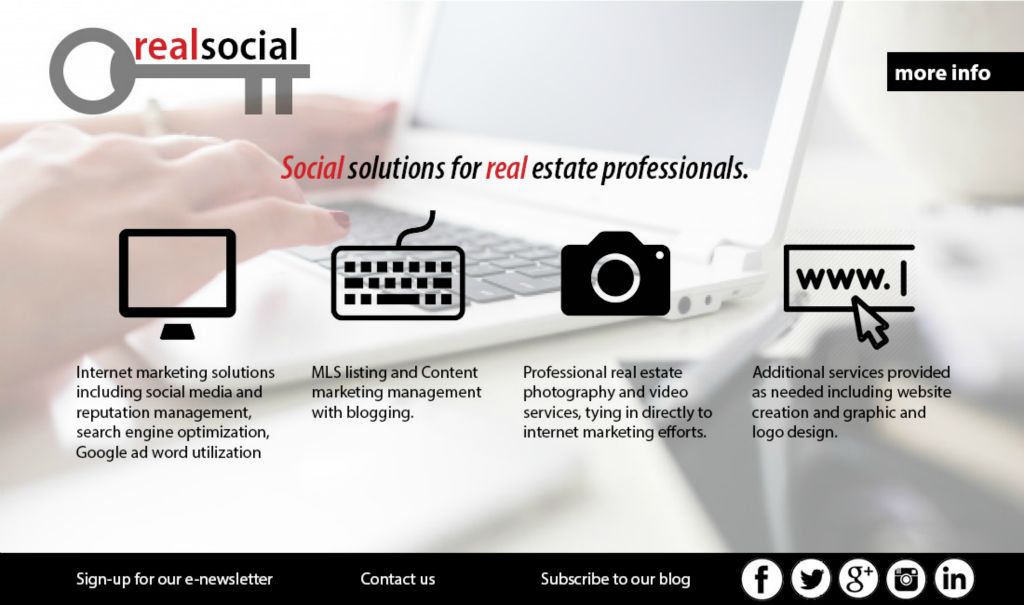 realsocial
more info
Social solutions for real estate professionals.
www.
Internet marketing solutions
including social media and
reputation management,
search engine optimization,
Google ad word utilization
MLS listing and Content
marketing management
with blogging.
Professional real estate
photography and video
services, tying in directly to
internet marketing efforts.
Additional services provided
as needed including website
creation and graphic and
logo design.
Sign-up for our e-newsletter
Contact us
Subscribe to our blog
f
g+
in